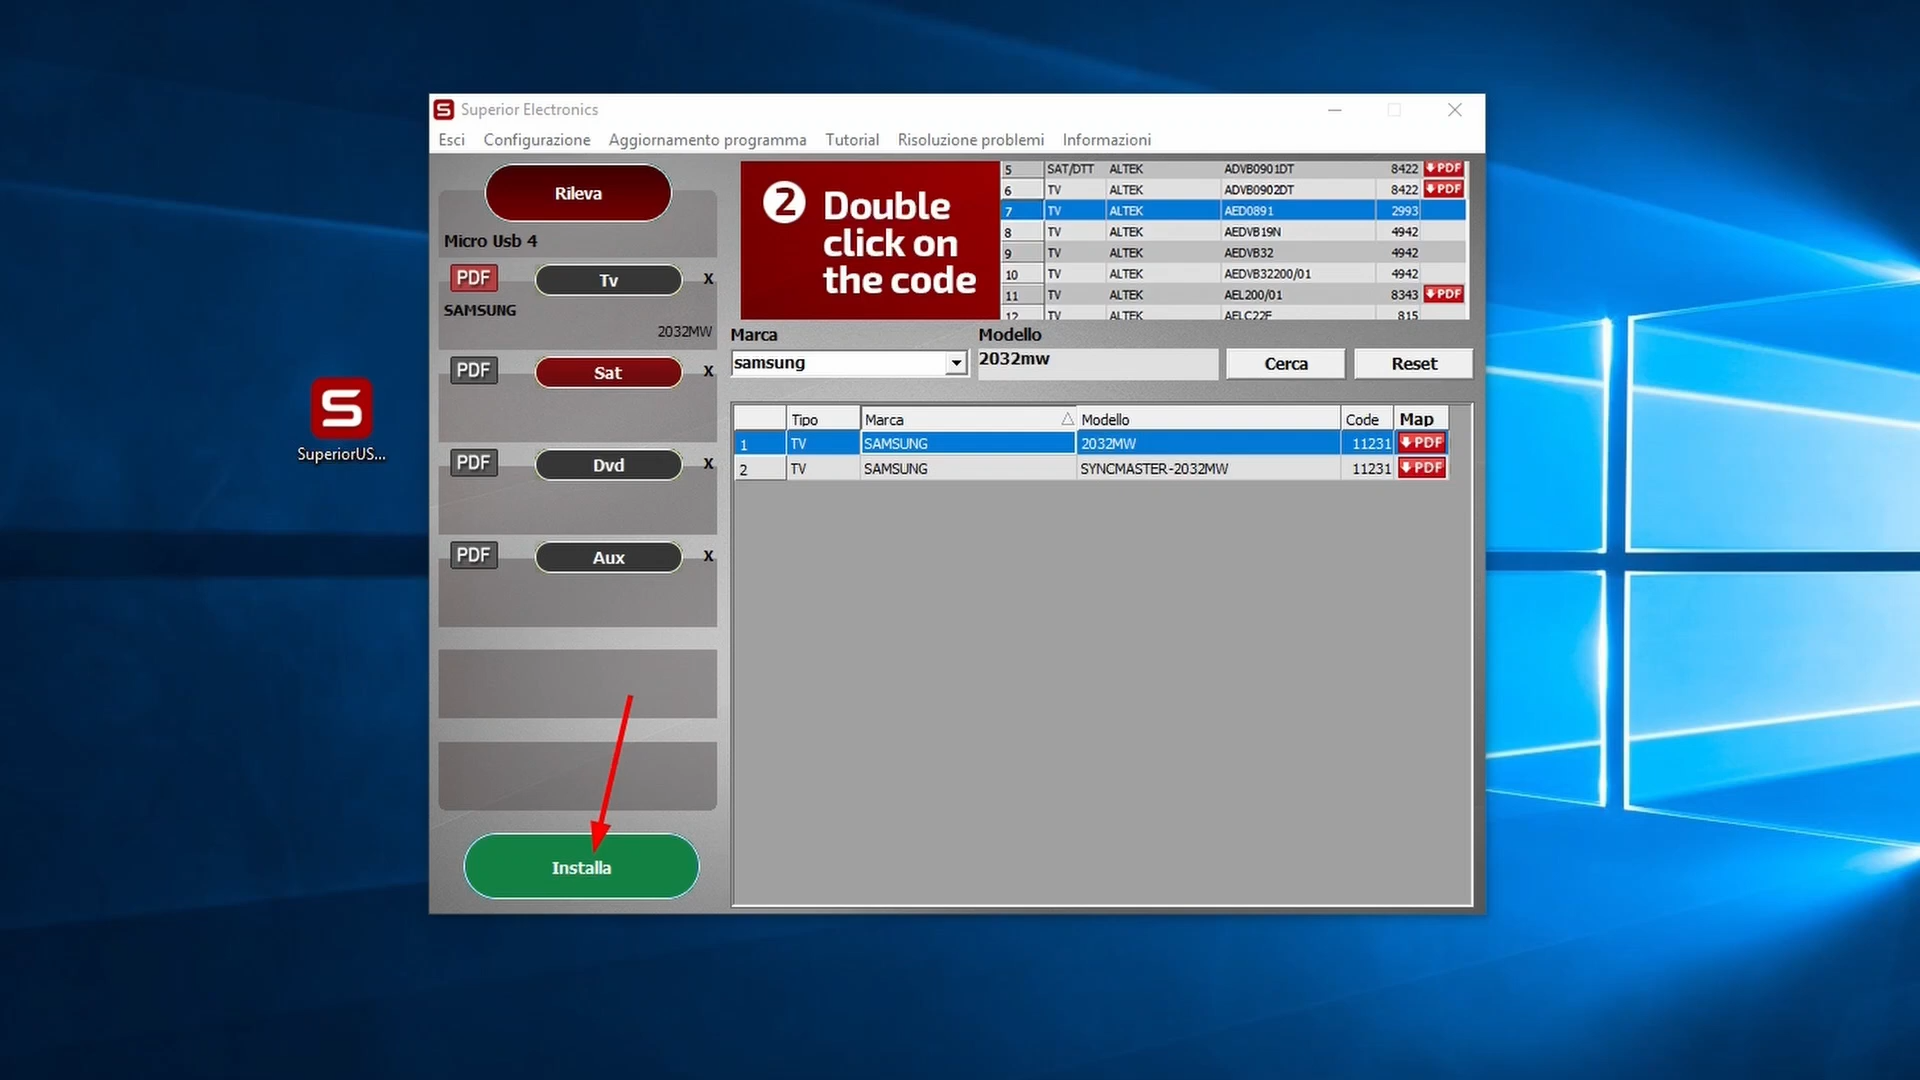 S Superior Electronics
Esci Configurazione Aggiornamento programma Tutorial Risoluzione problemi Informazioni
Rileva
Micro Usb 4
PDF Tv X
SAMSUNG
2032MW
PDF Sat X
PDF Dvd X
PDF Aux X
Installa
2 Double
click on
the code
5 SAT/DTT ALTEK ADVB0901DT 8422 PDF
6 TV ALTEK ADVB0902DT 8422 PDF
7 TV ALTEK AED0891 2993
8 TV ALTEK AEDVB19N 4942
9 TV ALTEK AEDVB32 4942
10 TV ALTEK AEDVB32200/01 4942
11 TV ALTEK AEL200/01 8343 PDF
12 TV ALTEK AELC22F 815
Marca Modello
samsung 2032mw Cerca Reset
Tipo Marca Modello Code Map
1 TV SAMSUNG 2032MW 11231 PDF
2 TV SAMSUNG SYNCMASTER-2032MW 11231 PDF
S
SuperiorUS...